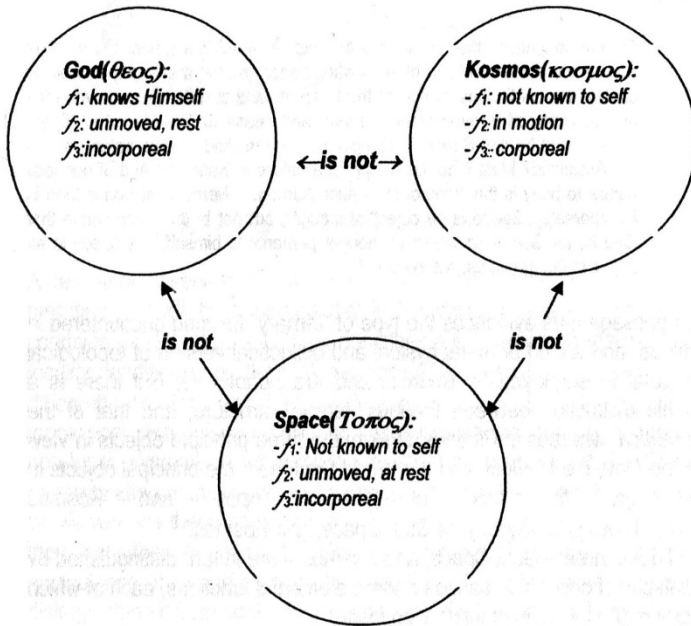 God(θεος):
f₁: knows Himself
f₂: unmoved, rest
f₃:incorporeal
Kosmos(κοσμος):
-f₁: not known to self
-f₂: in motion
-f₃: corporeal
←is not→
is not
is not
Space(Τοπος):
-f₁: Not known to self
f₂: unmoved, at rest
f₃:incorporeal